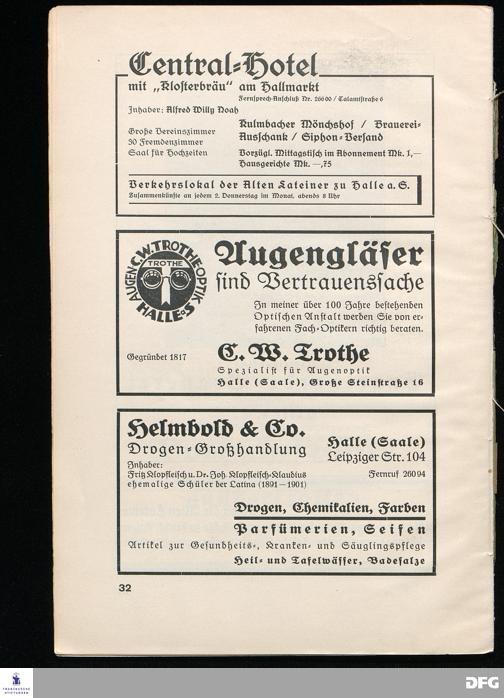 Central-Hotel
mit „Klosterbräu“ am Hallmarkt
Fernsprech-Anschluß Nr. 26600 / Talamtstraße 6
Inhaber: Alfred Willy Noah
Große Vereinszimmer
50 Fremdenzimmer
Saal für Hochzeiten
Kulmbacher Mönchshof / Brauerei-
Ausschank / Siphon-Versand
Vorzügl. Mittagstisch im Abonnement Mk. 1,—
Hausgerichte Mk. —,75
Verkehrslokal der Alten Lateiner zu Halle a. S.
Zusammenkünfte an jedem 2. Donnerstag im Monat, abends 8 Uhr
AUGEN C.W. TROTHE OPTIK
TROTHE
HALLE a/S
Augengläser
sind Vertrauenssache
In meiner über 100 Jahre bestehenden
Optischen Anstalt werden Sie von er-
fahrenen Fach-Optikern richtig beraten.
Gegründet 1817
C. W. Trothe
Spezialist für Augenoptik
Halle (Saale), Große Steinstraße 16
Helmbold & Co.
Drogen-Großhandlung
Halle (Saale)
Leipziger Str. 104
Inhaber:
Fritz Klopfleisch u. Dr. Joh. Klopfleisch-Klaudius
ehemalige Schüler der Latina (1891—1901)
Fernruf 26094
Drogen, Chemikalien, Farben
Parfümerien, Seifen
Artikel zur Gesundheits-, Kranken- und Säuglingspflege
Heil- und Tafelwässer, Badesalze
32
FRANCKESCHE
STIFTUNGEN
DFG